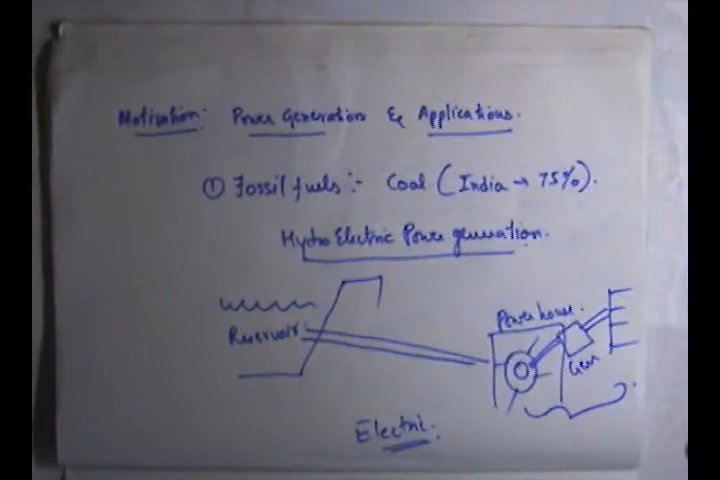 Motivation: Power Generation & Applications.
① Fossil fuels:- Coal (India → 75%).
Hydro Electric Power generation.
Power house.
Reservoir
Gen
Electric.